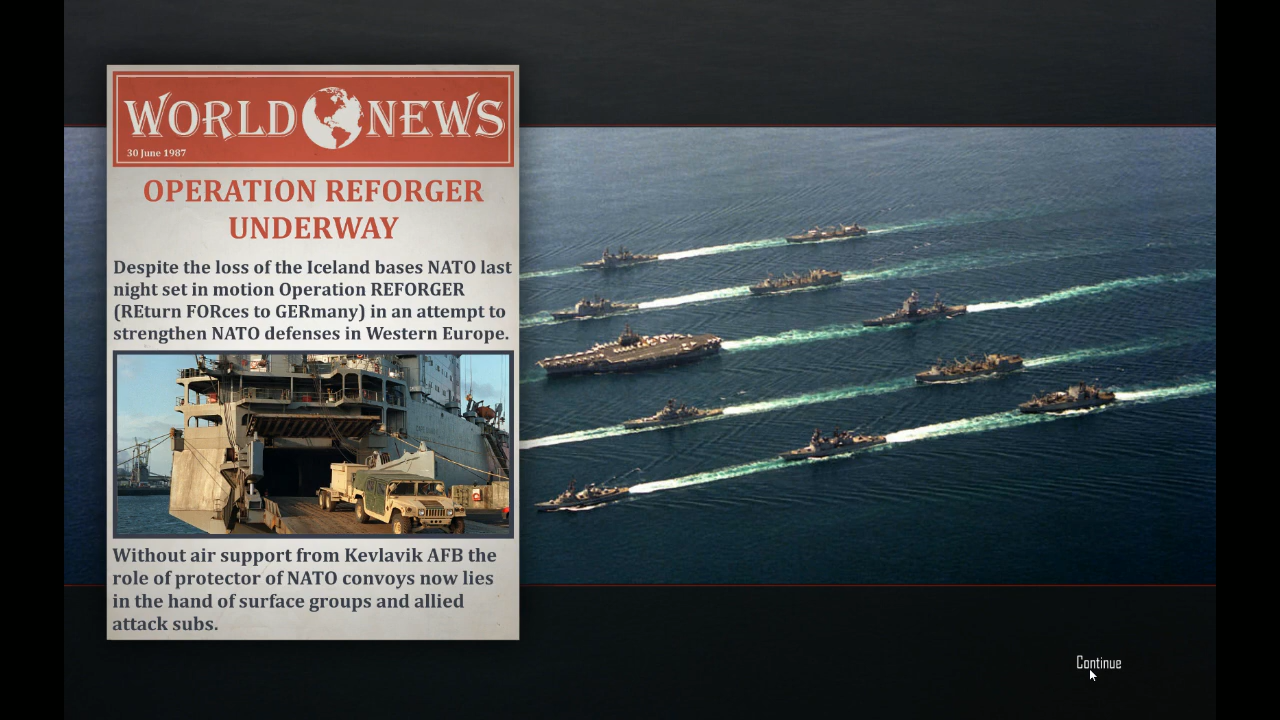 WORLD NEWS
30 June 1987
OPERATION REFORGER
UNDERWAY
Despite the loss of the Iceland bases NATO last
night set in motion Operation REFORGER
(REturn FORces to GERmany) in an attempt to
strengthen NATO defenses in Western Europe.
Without air support from Kevlavik AFB the
role of protector of NATO convoys now lies
in the hand of surface groups and allied
attack subs.
Continue